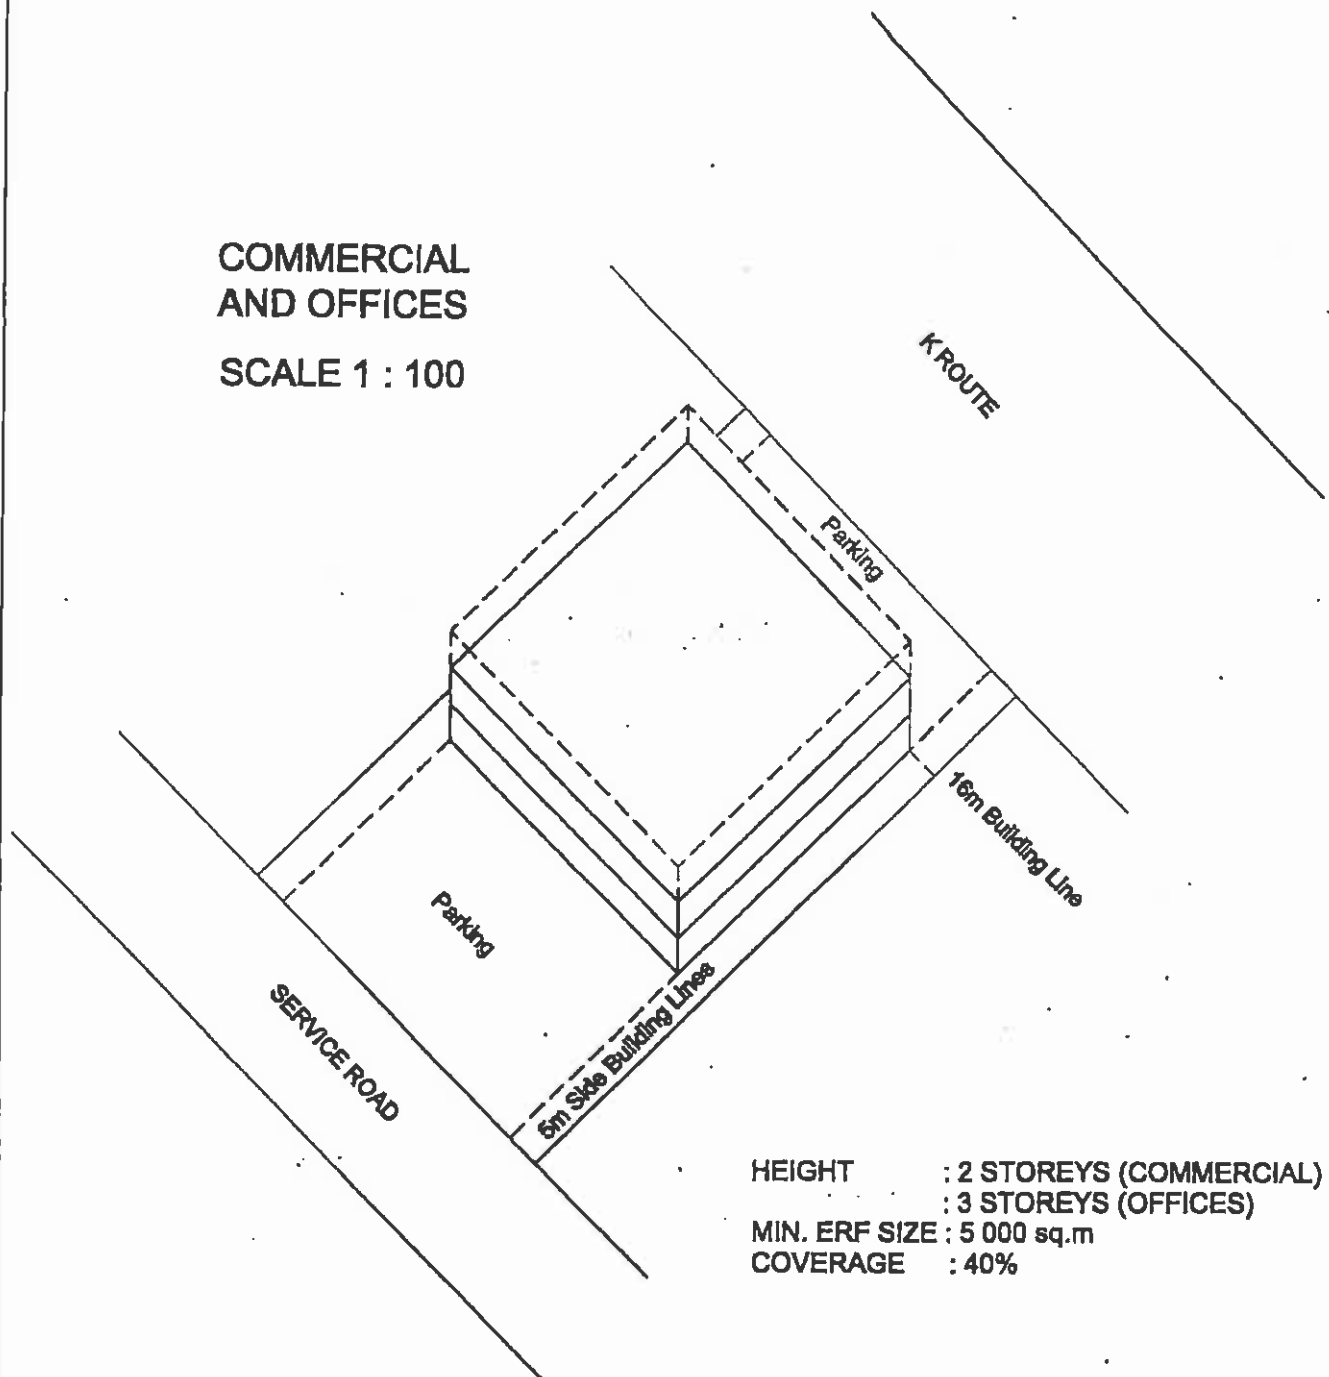 COMMERCIAL
AND OFFICES
SCALE 1 : 100
K ROUTE
Parking
16m Building Line
Parking
5m Side Building Lines
SERVICE ROAD
HEIGHT : 2 STOREYS (COMMERCIAL)
: 3 STOREYS (OFFICES)
MIN. ERF SIZE : 5 000 sq.m
COVERAGE : 40%